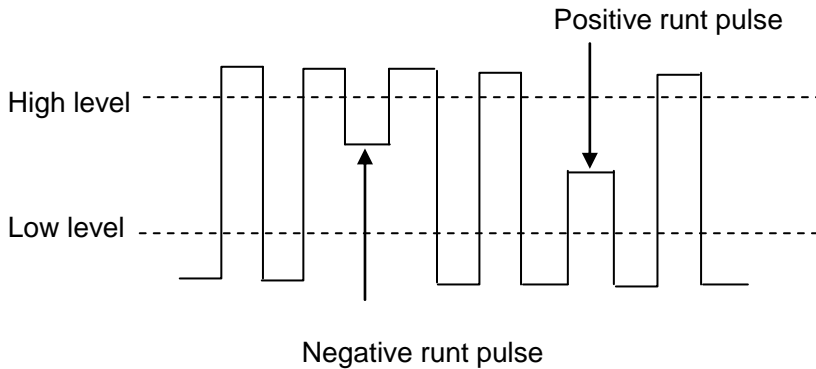 Positive runt pulse
High level
Low level
Negative runt pulse